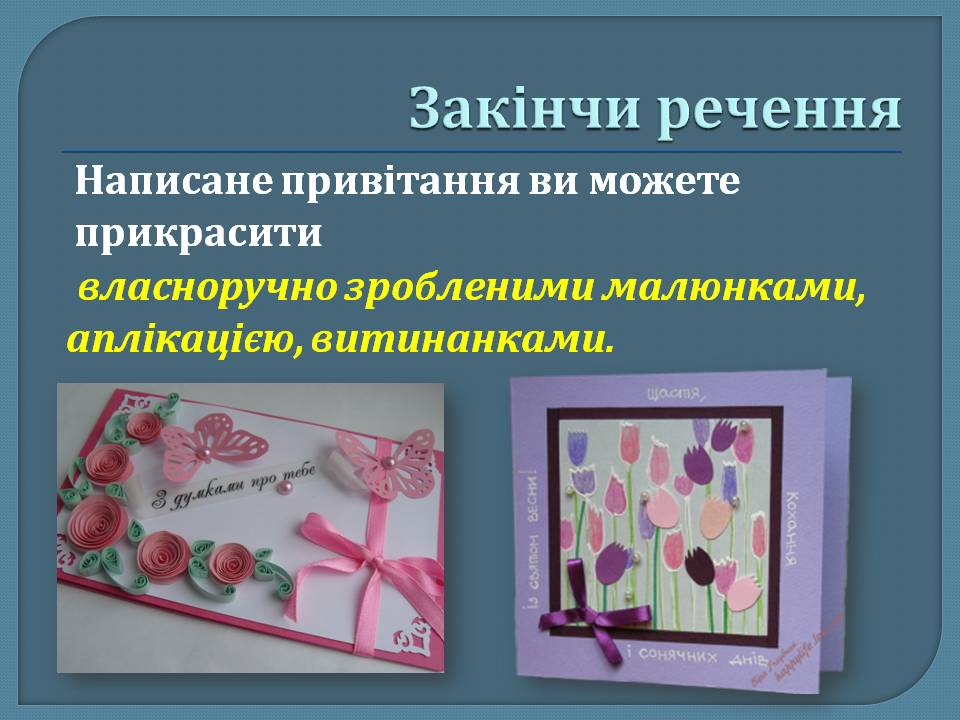 Закінчи речення
Написане привітання ви можете
прикрасити
власноручно зробленими малюнками,
аплікацією, витинанками.
З думками про тебе
Щастя,
Кохання
і сонячних днів
із святом весни!